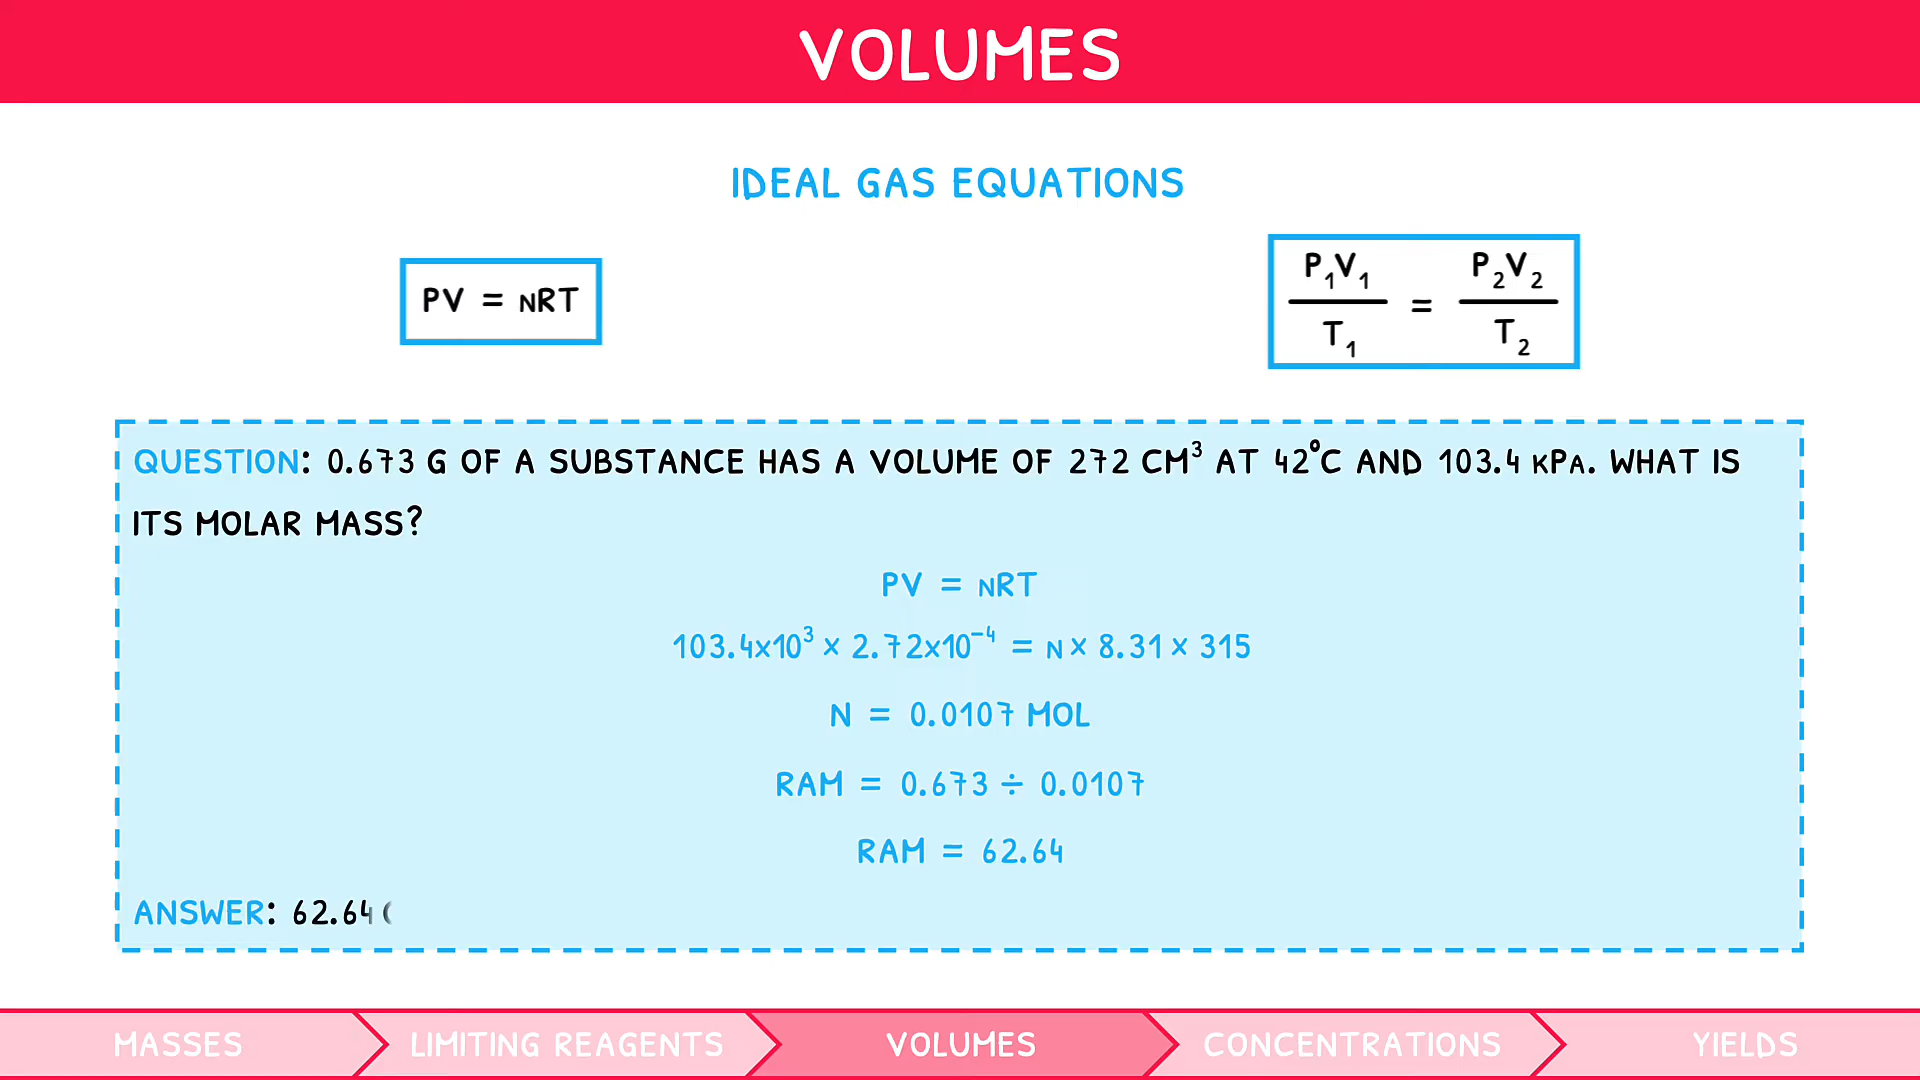 VOLUMES
IDEAL GAS EQUATIONS
PV = NRT
P₁V₁ / T₁ = P₂V₂ / T₂
QUESTION: 0.673 G OF A SUBSTANCE HAS A VOLUME OF 272 CM³ AT 42°C AND 103.4 KPA. WHAT IS
ITS MOLAR MASS?
PV = NRT
103.4x10³ × 2.72x10⁻⁴ = N × 8.31 × 315
N = 0.0107 MOL
RAM = 0.673 ÷ 0.0107
RAM = 62.64
ANSWER: 62.64
MASSES
LIMITING REAGENTS
VOLUMES
CONCENTRATIONS
YIELDS